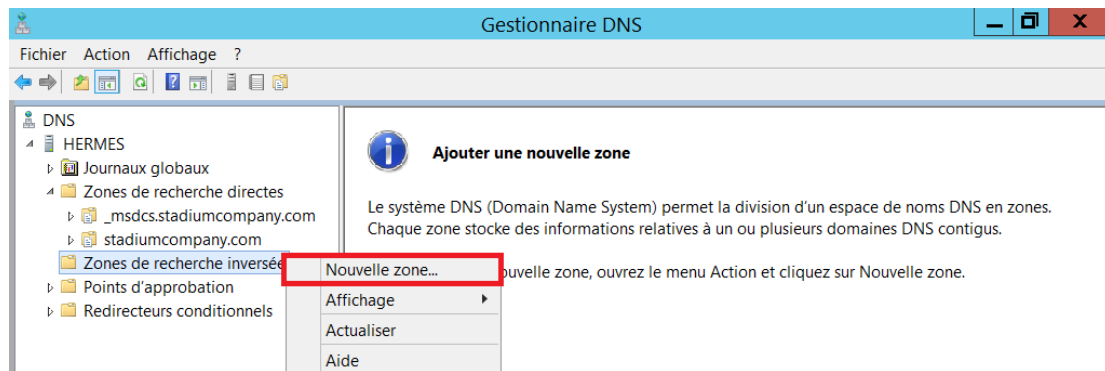 Gestionnaire DNS
Fichier Action Affichage ?
DNS
HERMES
Journaux globaux
Zones de recherche directes
_msdcs.stadiumcompany.com
stadiumcompany.com
Zones de recherche inversée
Points d'approbation
Redirecteurs conditionnels
Nouvelle zone...
Affichage
Actualiser
Aide
Ajouter une nouvelle zone
Le système DNS (Domain Name System) permet la division d'un espace de noms DNS en zones.
Chaque zone stocke des informations relatives à un ou plusieurs domaines DNS contigus.
zone, ouvrez le menu Action et cliquez sur Nouvelle zone.